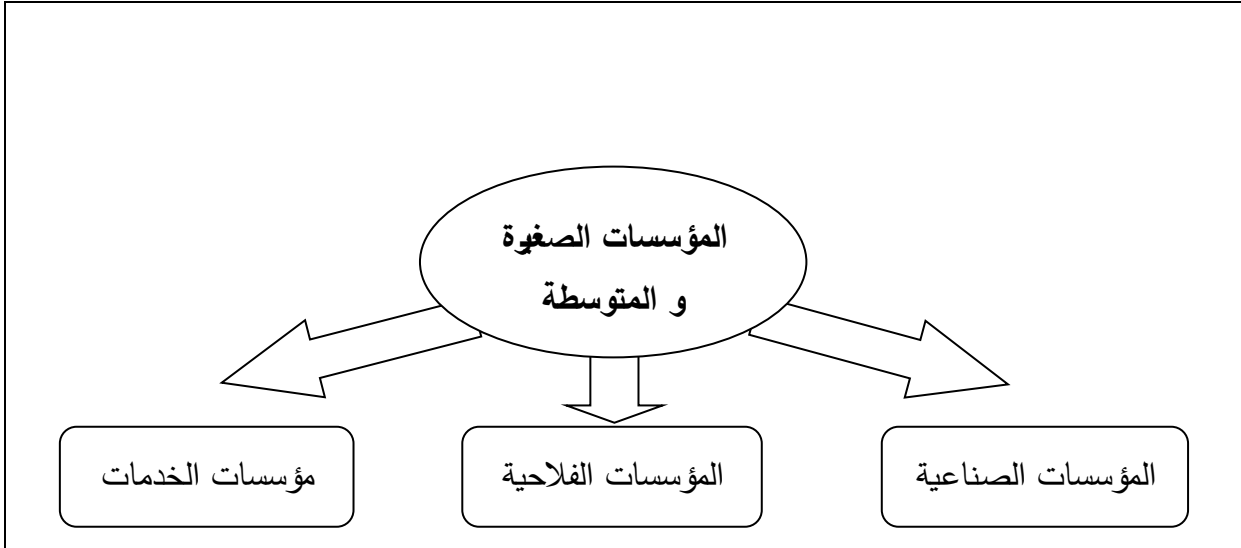 المؤسسات الصغيرة
و المتوسطة
المؤسسات الصناعية
المؤسسات الفلاحية
مؤسسات الخدمات